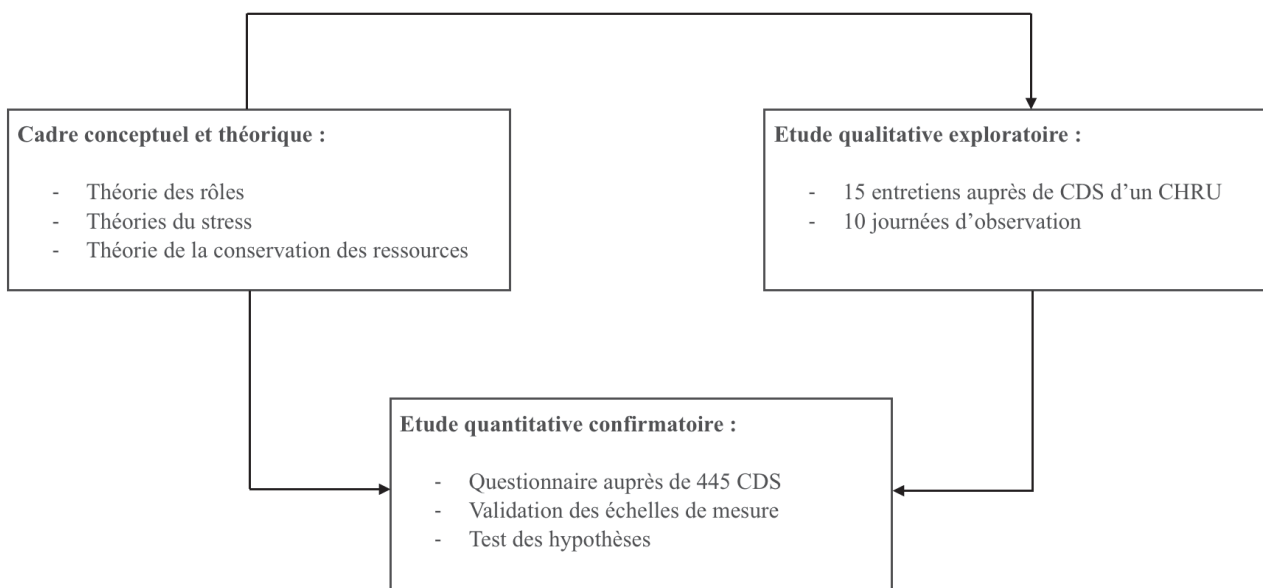 Cadre conceptuel et théorique :
- Théorie des rôles
- Théories du stress
- Théorie de la conservation des ressources
Etude qualitative exploratoire :
- 15 entretiens auprès de CDS d’un CHRU
- 10 journées d’observation
Etude quantitative confirmatoire :
- Questionnaire auprès de 445 CDS
- Validation des échelles de mesure
- Test des hypothèses